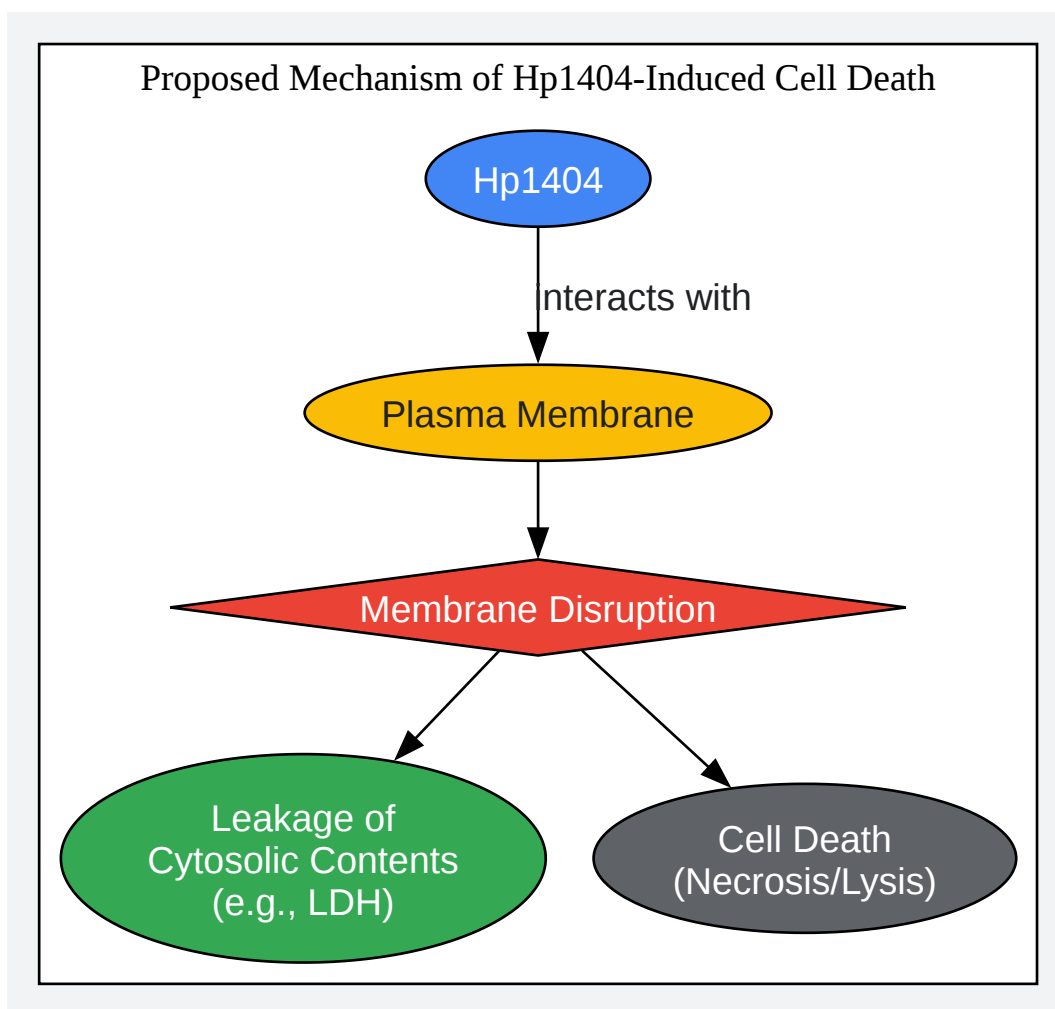 Proposed Mechanism of Hp1404-Induced Cell Death
Hp1404
interacts with
Plasma Membrane
Membrane Disruption
Leakage of
Cytosolic Contents
(e.g., LDH)
Cell Death
(Necrosis/Lysis)